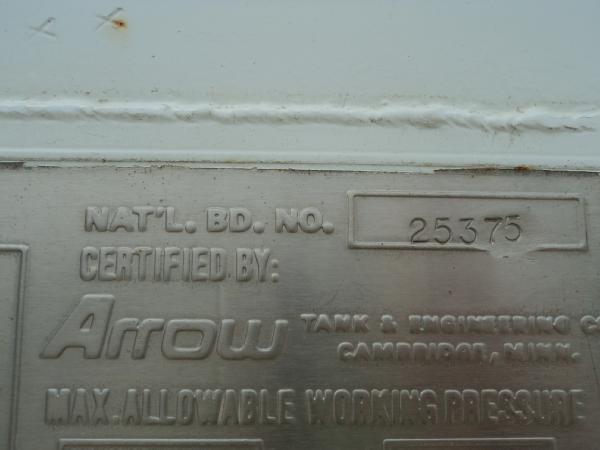 NAT'L. BD. NO. 25375
CERTIFIED BY:
Arrow TANK & ENGINEERING C
CAMBRIDGE, MINN.
MAX. ALLOWABLE WORKING PRESSURE